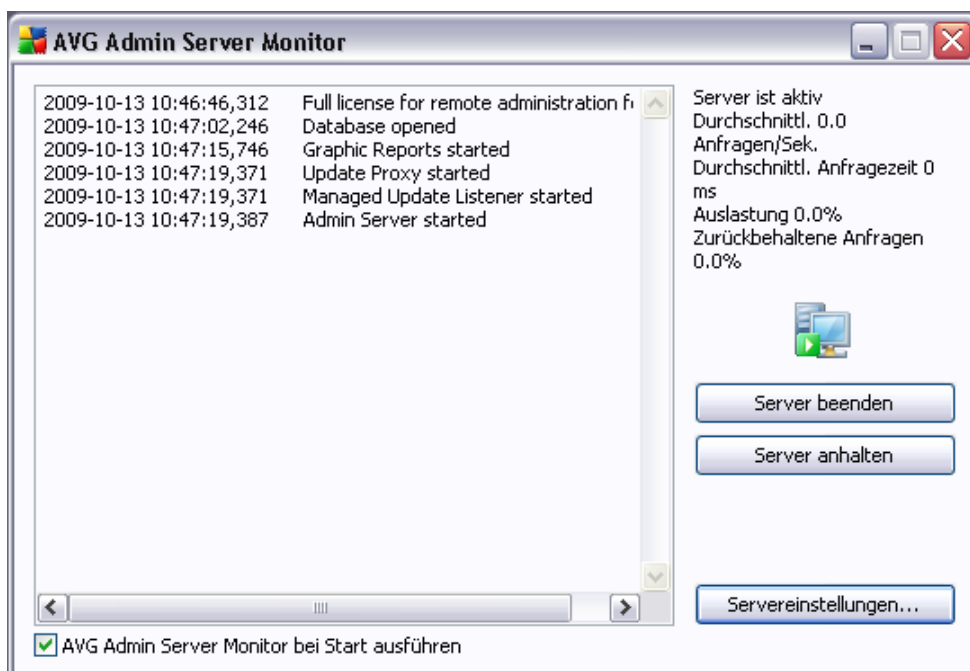 AVG Admin Server Monitor
2009-10-13 10:46:46,312 Full license for remote administration
2009-10-13 10:47:02,246 Database opened
2009-10-13 10:47:15,746 Graphic Reports started
2009-10-13 10:47:19,371 Update Proxy started
2009-10-13 10:47:19,371 Managed Update Listener started
2009-10-13 10:47:19,387 Admin Server started
Server ist aktiv
Durchschnittl. 0.0
Anfragen/Sek.
Durchschnittl. Anfragezeit 0
ms
Auslastung 0.0%
Zurückbehaltene Anfragen
0.0%
Server beenden
Server anhalten
Servereinstellungen...
AVG Admin Server Monitor bei Start ausführen